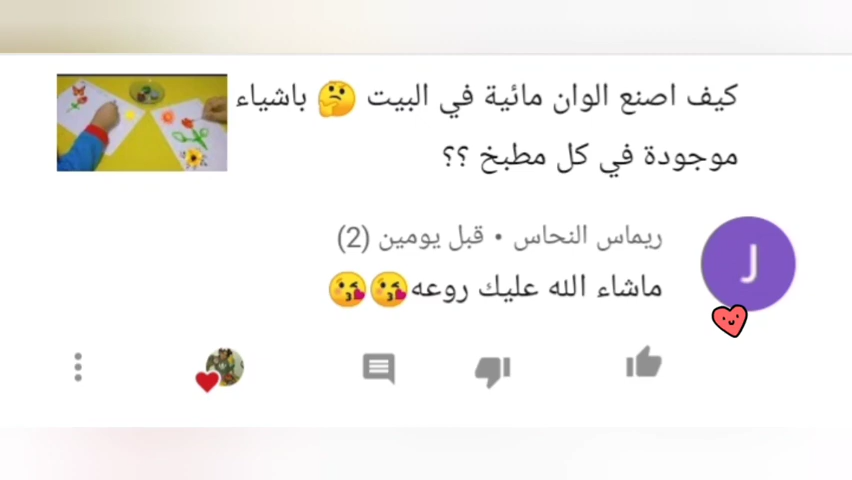 كيف اصنع الوان مائية في البيت 🤔 باشياء
موجودة في كل مطبخ ؟؟
ريماس النحاس • قبل يومين (2)
ماشاء الله عليك روعه😘😘
J